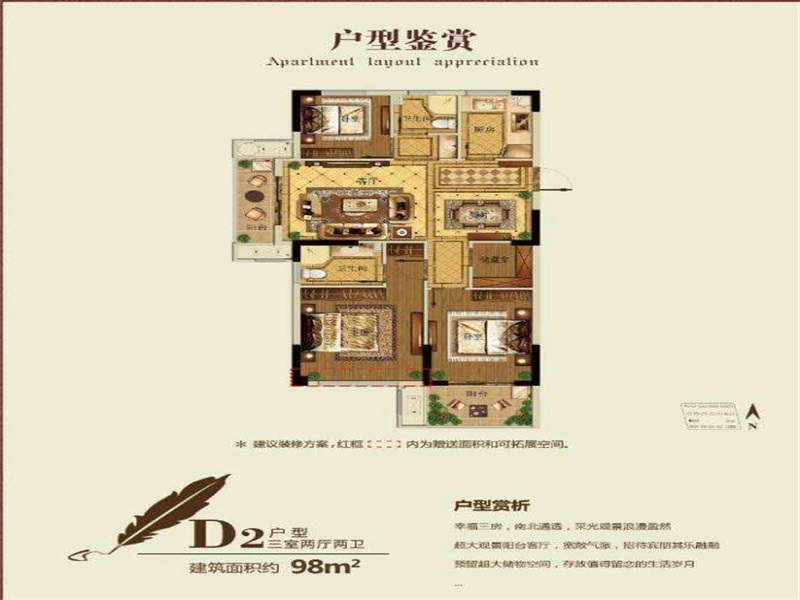 户型鉴赏
Apartment layout appreciation
卧室
卫生间
厨房
客厅
阳台
卫生间
储藏室
主卧
卧室
阳台
N
* 建议装修方案，红框 内为赠送面积和可拓展空间。
D2 户型
三室两厅两卫
建筑面积约 98m²
户型赏析
幸福三房，南北通透，采光观景浪漫盈然
超大观景阳台客厅，宽敞气派，招待宾朋其乐融融
预留超大储物空间，存放值得留恋的生活岁月
...